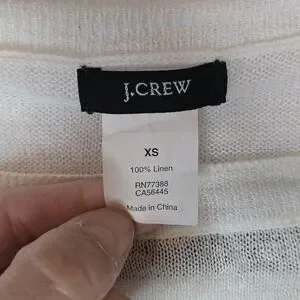 J.CREW
XS
100% Linen
RN77388
CA56445
Made in China